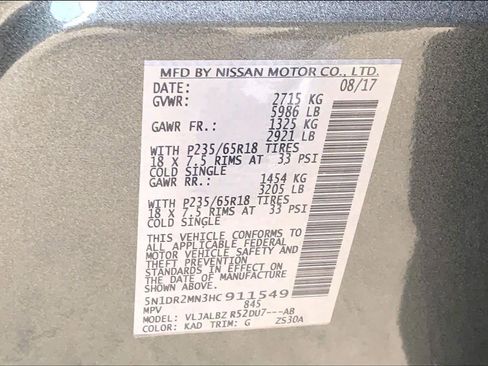 MFD BY NISSAN MOTOR CO., LTD.
DATE: 08/17
GVWR: 2715 KG
5986 LB
GAWR FR.: 1325 KG
2921 LB
WITH P235/65R18 TIRES
18 X 7.5 RIMS AT 33 PSI
COLD SINGLE
GAWR RR.: 1454 KG
3205 LB
WITH P235/65R18 TIRES
18 X 7.5 RIMS AT 33 PSI
COLD SINGLE
THIS VEHICLE CONFORMS TO
ALL APPLICABLE FEDERAL
MOTOR VEHICLE SAFETY AND
THEFT PREVENTION
STANDARDS IN EFFECT ON
THE DATE OF MANUFACTURE
SHOWN ABOVE.
5N1DR2MN3HC 911549
MPV 845
MODEL: VLJALBZ R52DU7---AB
COLOR: KAD TRIM: G ZS30A